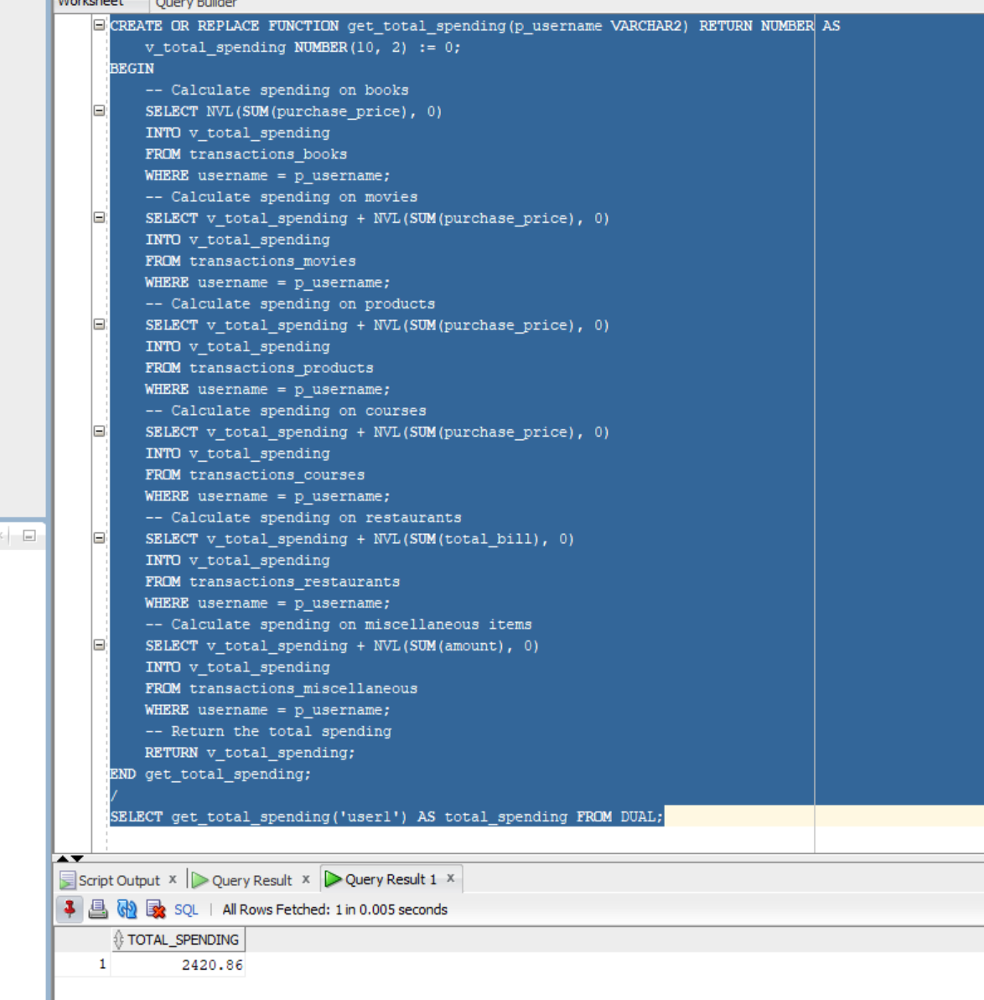 Worksheet Query Builder
CREATE OR REPLACE FUNCTION get_total_spending(p_username VARCHAR2) RETURN NUMBER AS
v_total_spending NUMBER(10, 2) := 0;
BEGIN
-- Calculate spending on books
SELECT NVL(SUM(purchase_price), 0)
INTO v_total_spending
FROM transactions_books
WHERE username = p_username;
-- Calculate spending on movies
SELECT v_total_spending + NVL(SUM(purchase_price), 0)
INTO v_total_spending
FROM transactions_movies
WHERE username = p_username;
-- Calculate spending on products
SELECT v_total_spending + NVL(SUM(purchase_price), 0)
INTO v_total_spending
FROM transactions_products
WHERE username = p_username;
-- Calculate spending on courses
SELECT v_total_spending + NVL(SUM(purchase_price), 0)
INTO v_total_spending
FROM transactions_courses
WHERE username = p_username;
-- Calculate spending on restaurants
SELECT v_total_spending + NVL(SUM(total_bill), 0)
INTO v_total_spending
FROM transactions_restaurants
WHERE username = p_username;
-- Calculate spending on miscellaneous items
SELECT v_total_spending + NVL(SUM(amount), 0)
INTO v_total_spending
FROM transactions_miscellaneous
WHERE username = p_username;
-- Return the total spending
RETURN v_total_spending;
END get_total_spending;
/
SELECT get_total_spending('user1') AS total_spending FROM DUAL;
Script Output x Query Result x Query Result 1 x
SQL | All Rows Fetched: 1 in 0.005 seconds
TOTAL_SPENDING
1 2420.86